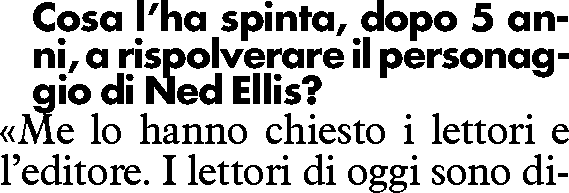 Cosa l'ha spinta, dopo 5 an-
ni, a rispolverare il personag-
gio di Ned Ellis?
«Me lo hanno chiesto i lettori e
l'editore. I lettori di oggi sono di-